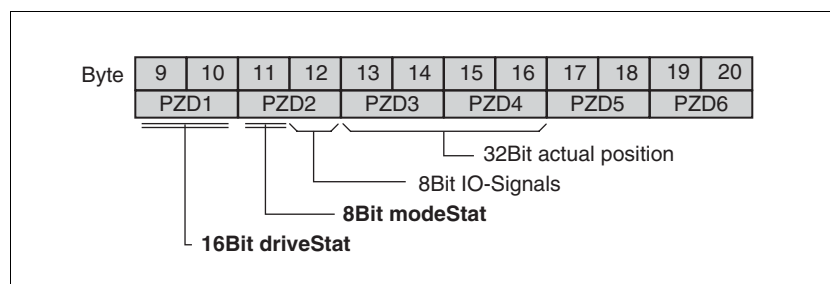 Byte 9 10 11 12 13 14 15 16 17 18 19 20
PZD1 PZD2 PZD3 PZD4 PZD5 PZD6
32Bit actual position
8Bit IO-Signals
8Bit modeStat
16Bit driveStat